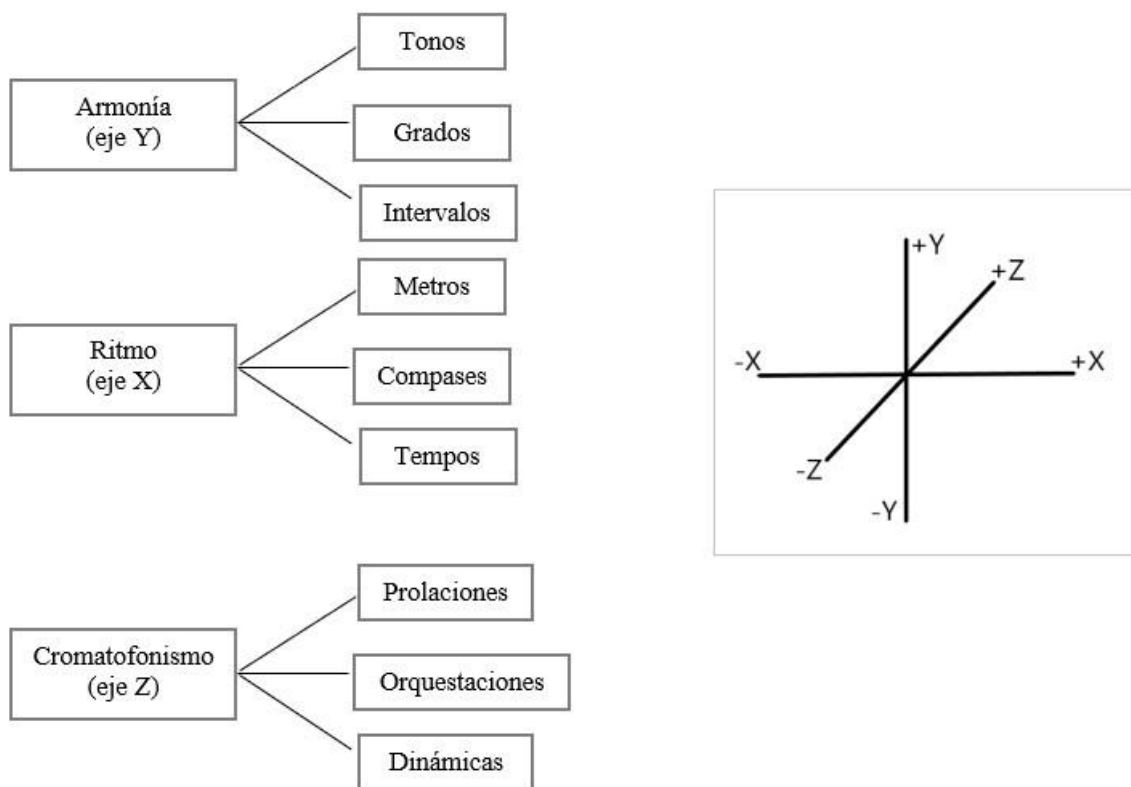 Tonos
Armonía
(eje Y)
Grados
Intervalos
Metros
Ritmo
(eje X)
Compases
Tempos
Prolaciones
Cromatofonismo
(eje Z)
Orquestaciones
Dinámicas
+Y
+Z
-X
+X
-Z
-Y